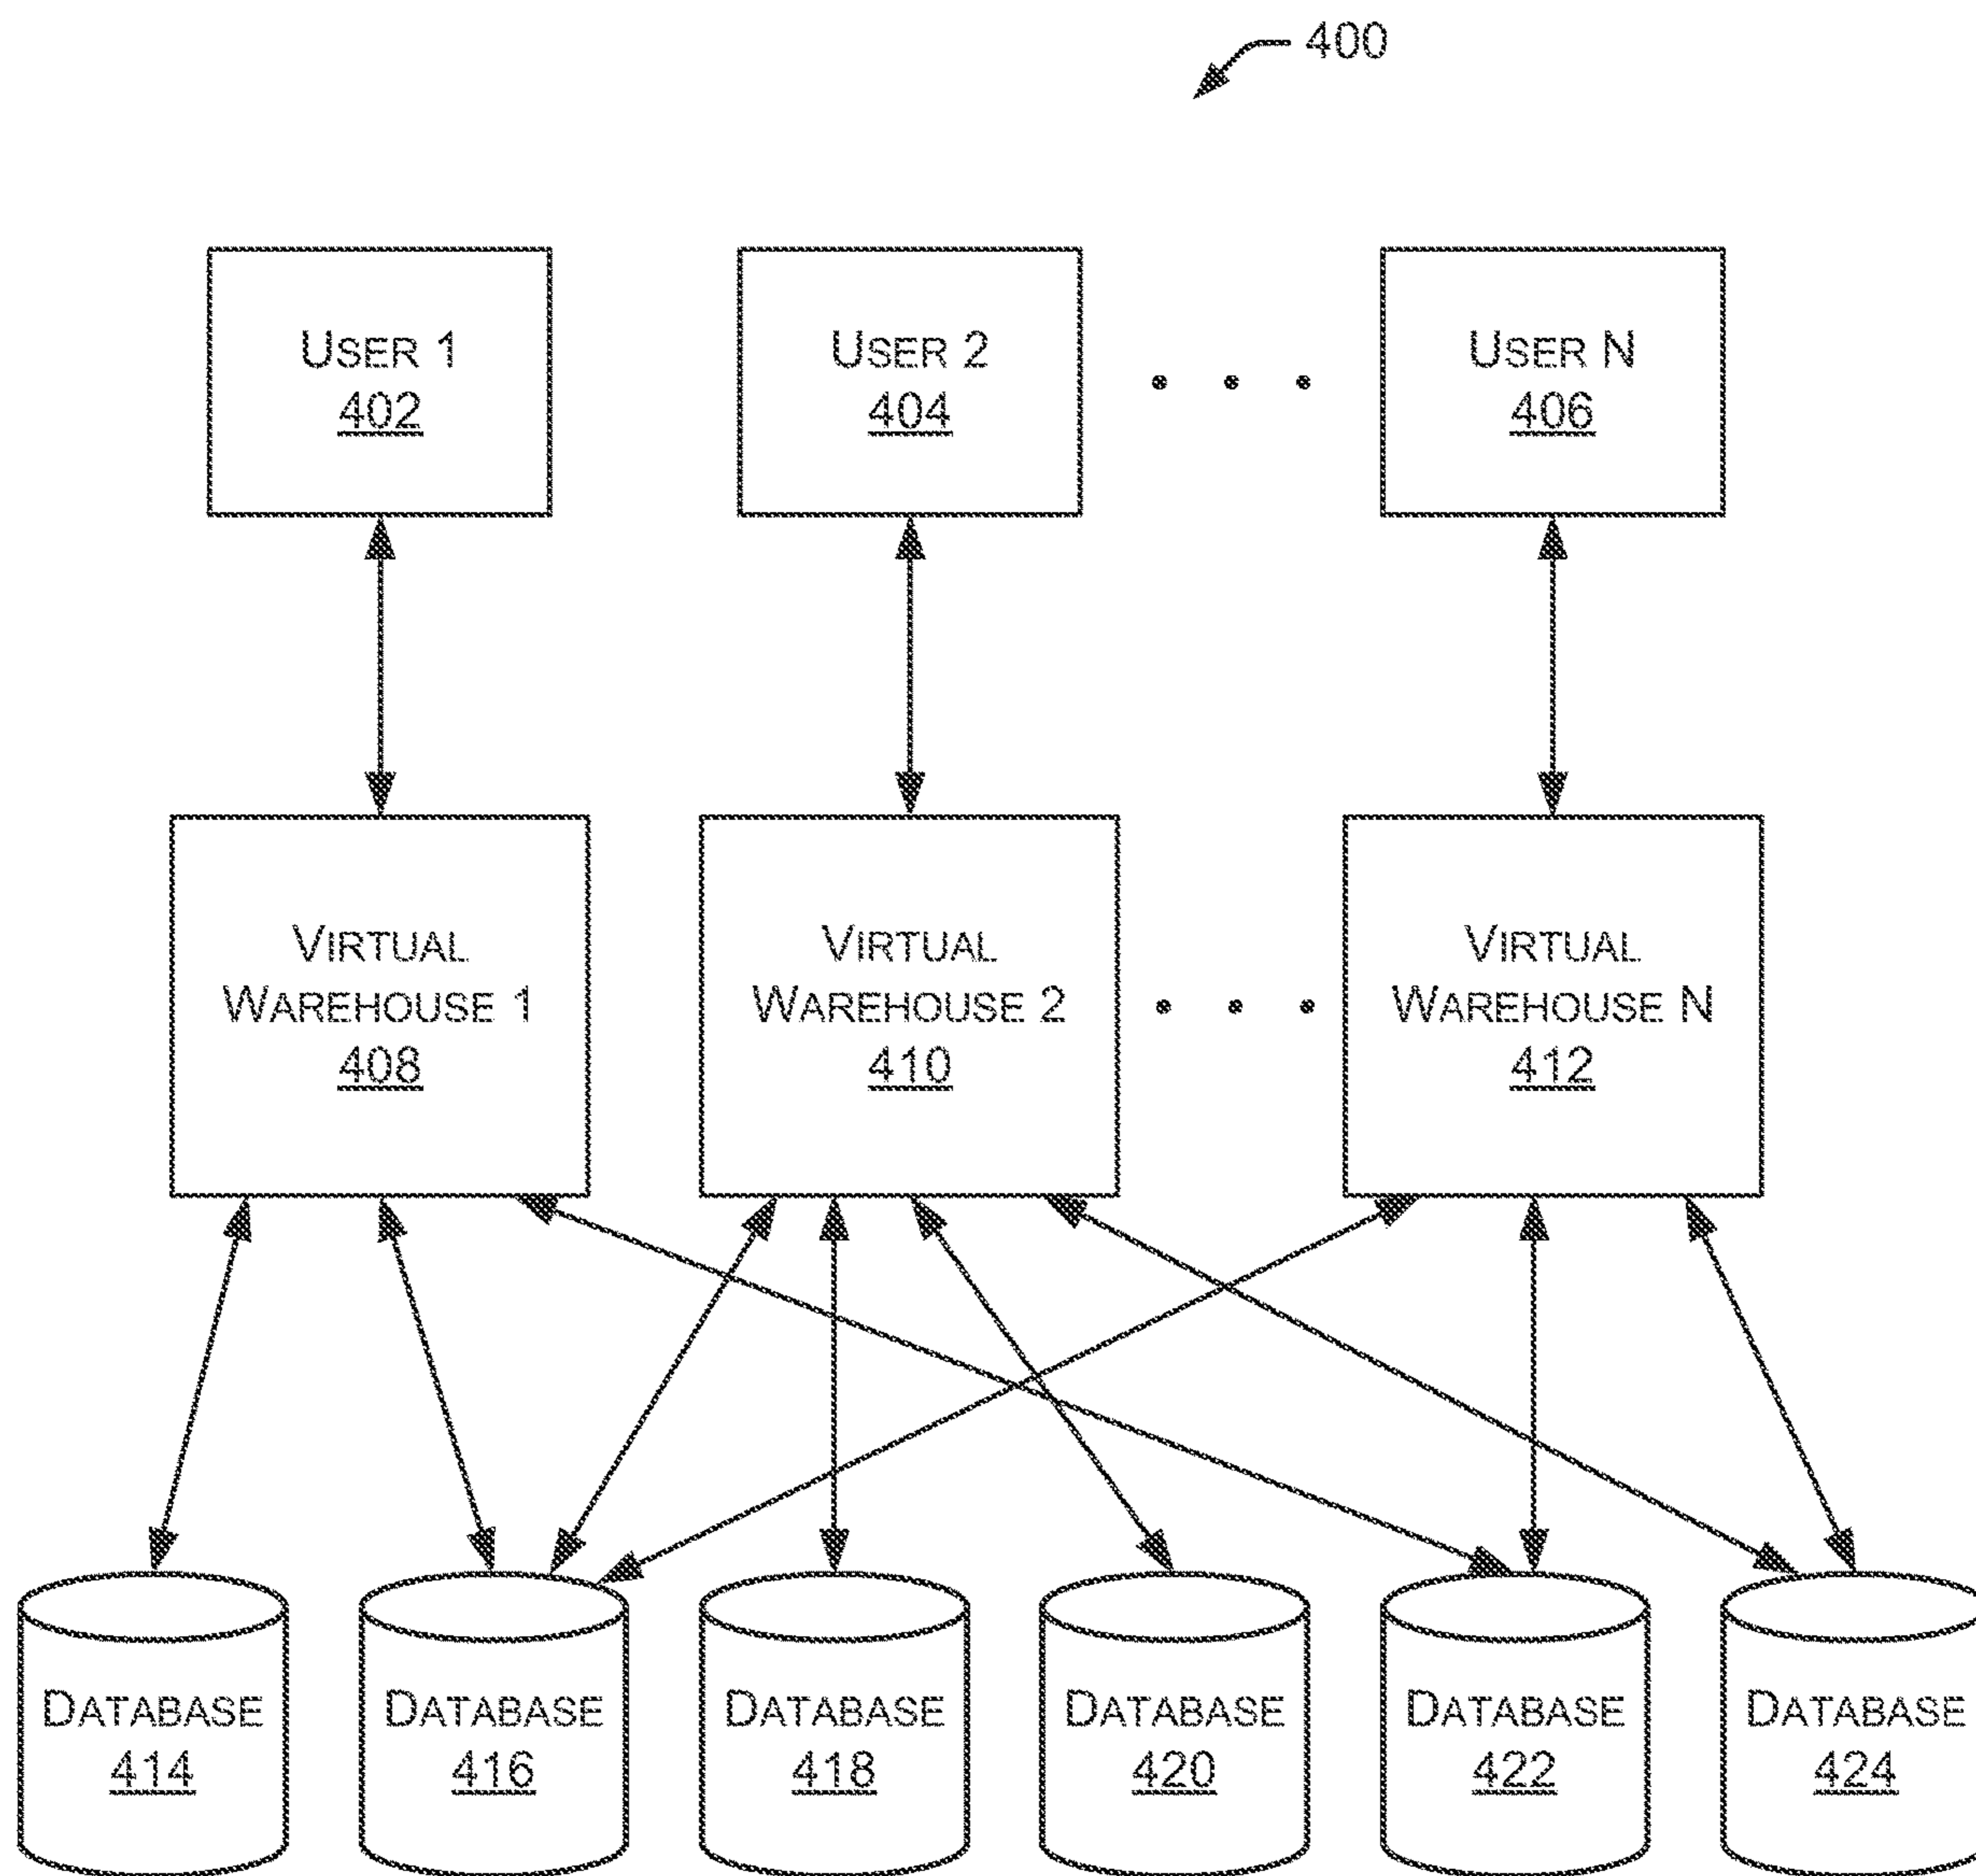 400
USER 1
402
USER 2
404
USER N
406
VIRTUAL
WAREHOUSE 1
408
VIRTUAL
WAREHOUSE 2
410
VIRTUAL
WAREHOUSE N
412
DATABASE
414
DATABASE
416
DATABASE
418
DATABASE
420
DATABASE
422
DATABASE
424